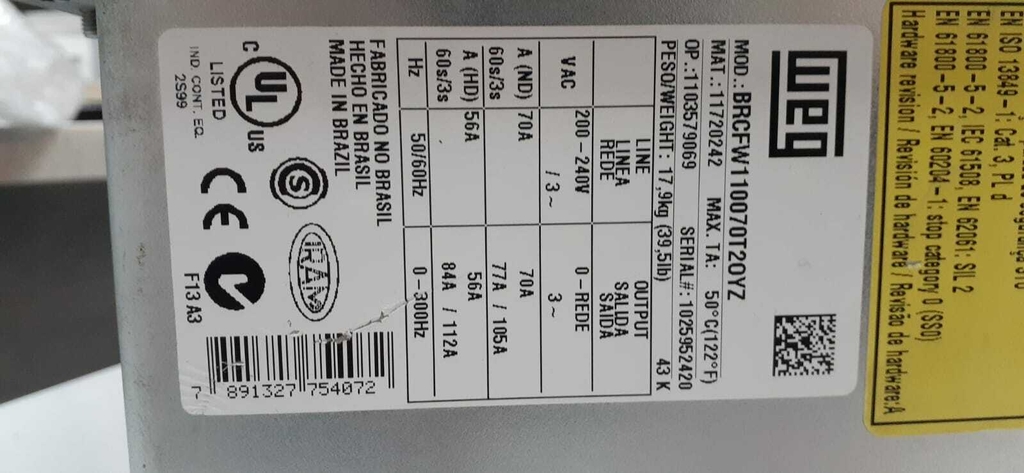 weg
MOD.: BRCFW110070T2OYZ
MAT.: 11720242 MAX. TA: 50°C(122°F)
OP.: 1103579069 SERIAL#: 1025952420
PESO/WEIGHT: 17,9kg (39,5lb) 43 K
LINE OUTPUT
LINEA SALIDA
REDE SAÍDA
VAC 200-240V 0-REDE
/ 3~ 3~
A (ND) 70A 70A
60s/3s 77A / 105A
A (HD) 56A 56A
60s/3s 84A / 112A
Hz 50/60Hz 0-300Hz
FABRICADO NO BRASIL
HECHO EN BRASIL
MADE IN BRAZIL
C UL US
LISTED
IND. CONT. EQ.
2S99
S
IRAM
CE
F13 A3
7 891327 754072
EN ISO 13849-1: Cat. 3, PL d
EN 61800-5-2, IEC 61508, EN 62061: SIL 2
EN 61800-5-2, EN 60204-1: stop category 0 (SS0)
Hardware revision / Revisión de hardware / Revisão de hardware: A